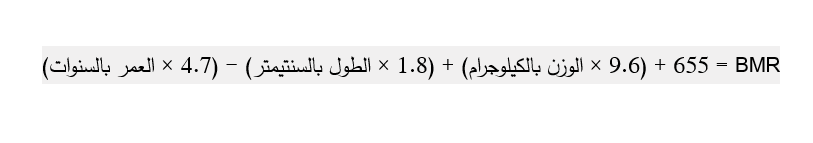 BMR = 655 + (9.6 × الوزن بالكيلوجرام) + (1.8 × الطول بالسنتيمتر) − (4.7 × العمر بالسنوات)